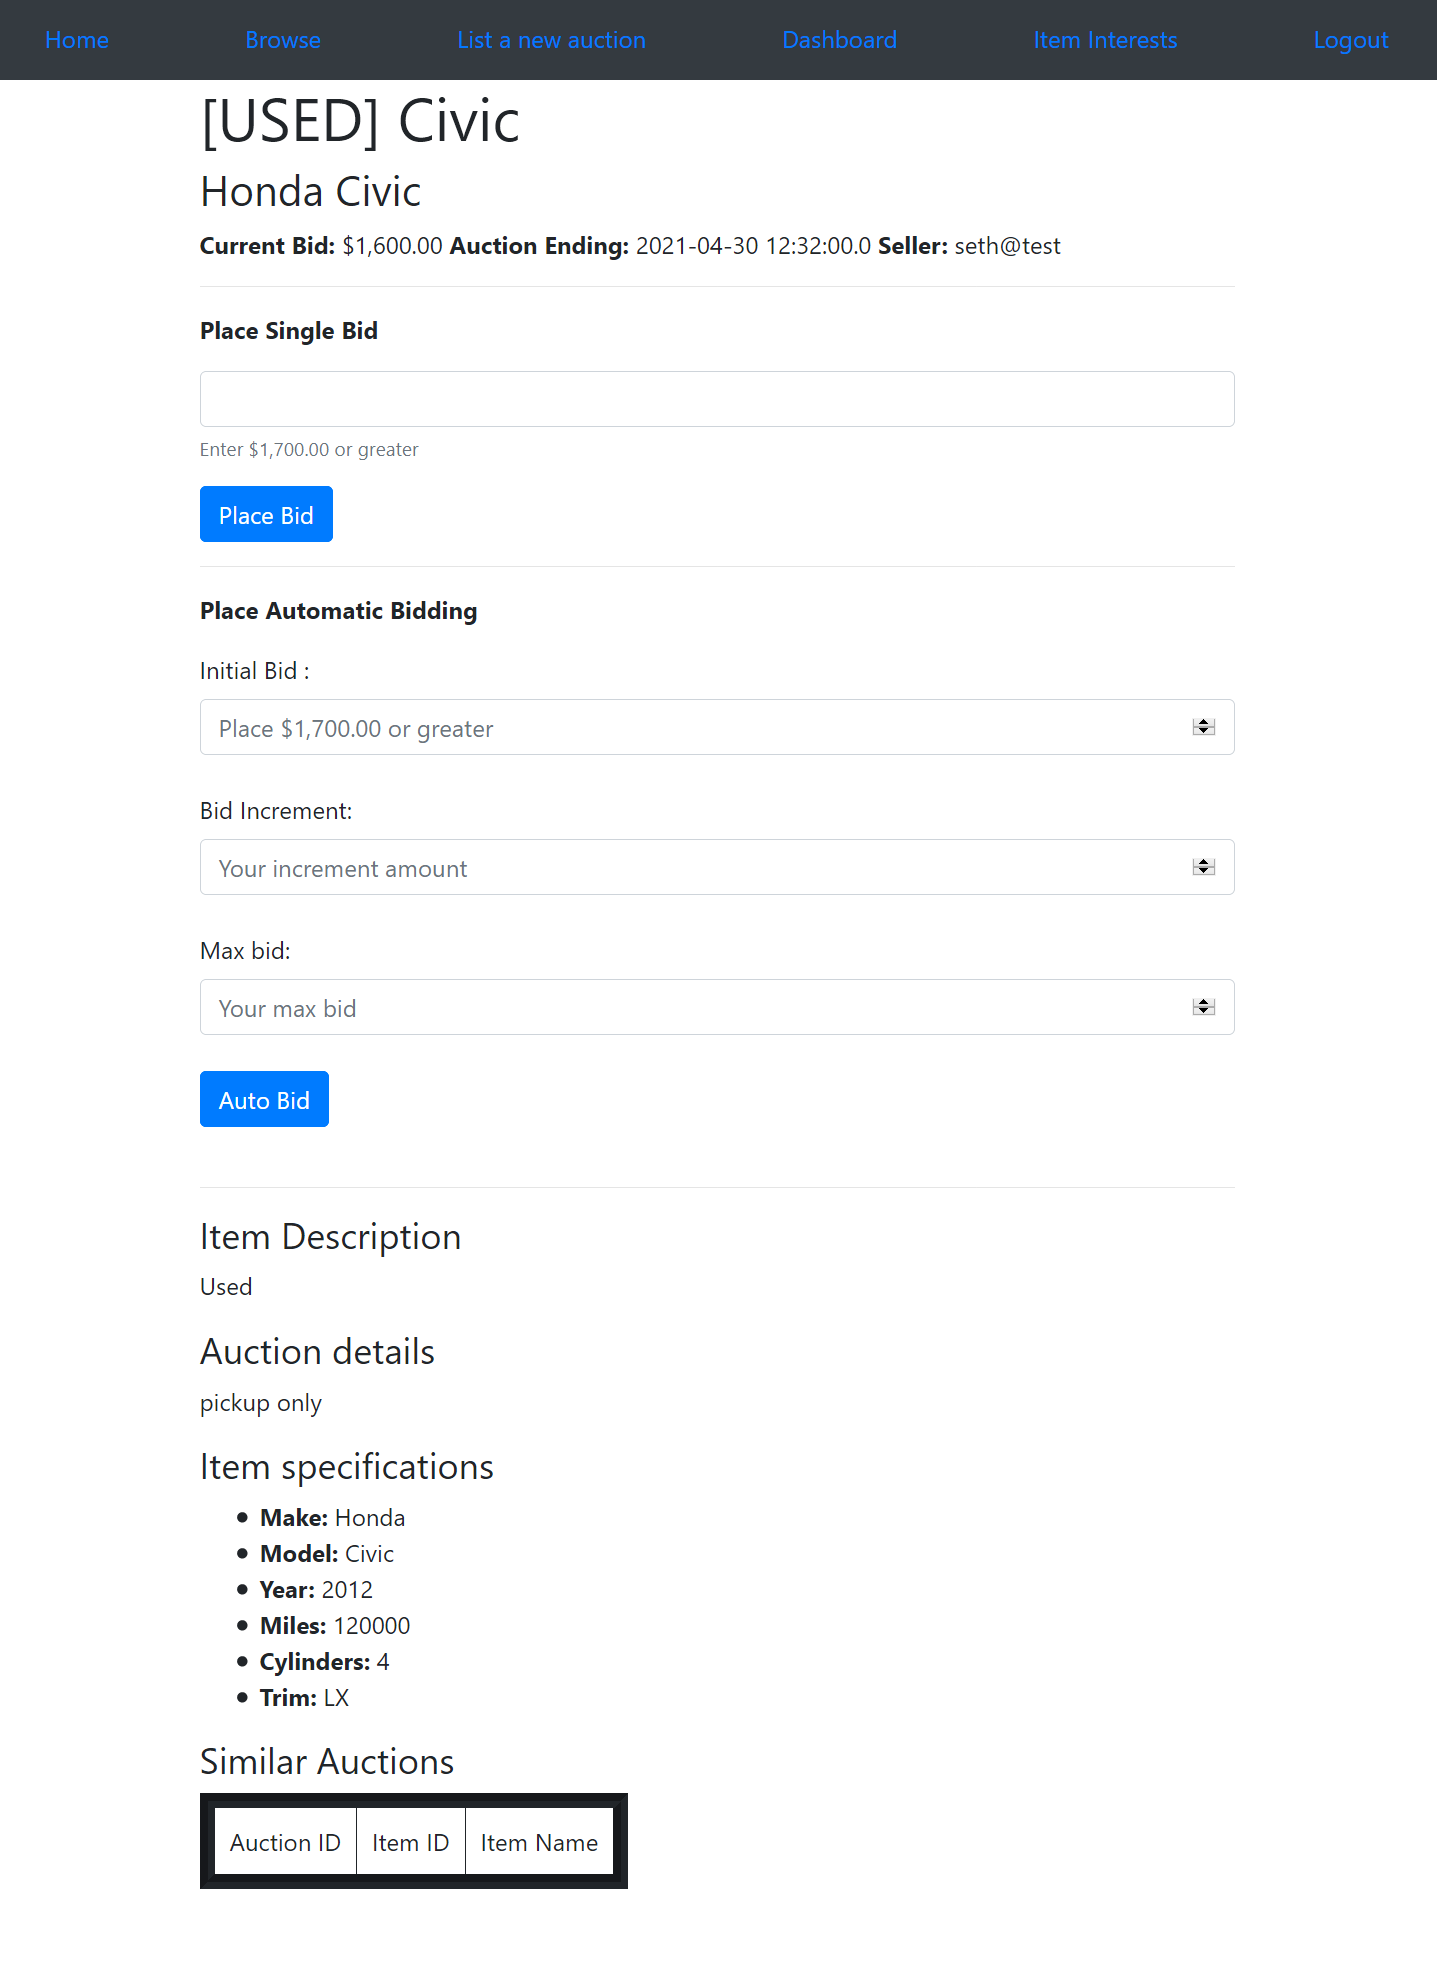 Home Browse List a new auction Dashboard Item Interests Logout
[USED] Civic
Honda Civic
Current Bid: $1,600.00 Auction Ending: 2021-04-30 12:32:00.0 Seller: seth@test
Place Single Bid
Enter $1,700.00 or greater
Place Bid
Place Automatic Bidding
Initial Bid :
Place $1,700.00 or greater
Bid Increment:
Your increment amount
Max bid:
Your max bid
Auto Bid
Item Description
Used
Auction details
pickup only
Item specifications
Make: Honda
Model: Civic
Year: 2012
Miles: 120000
Cylinders: 4
Trim: LX
Similar Auctions
Auction ID Item ID Item Name